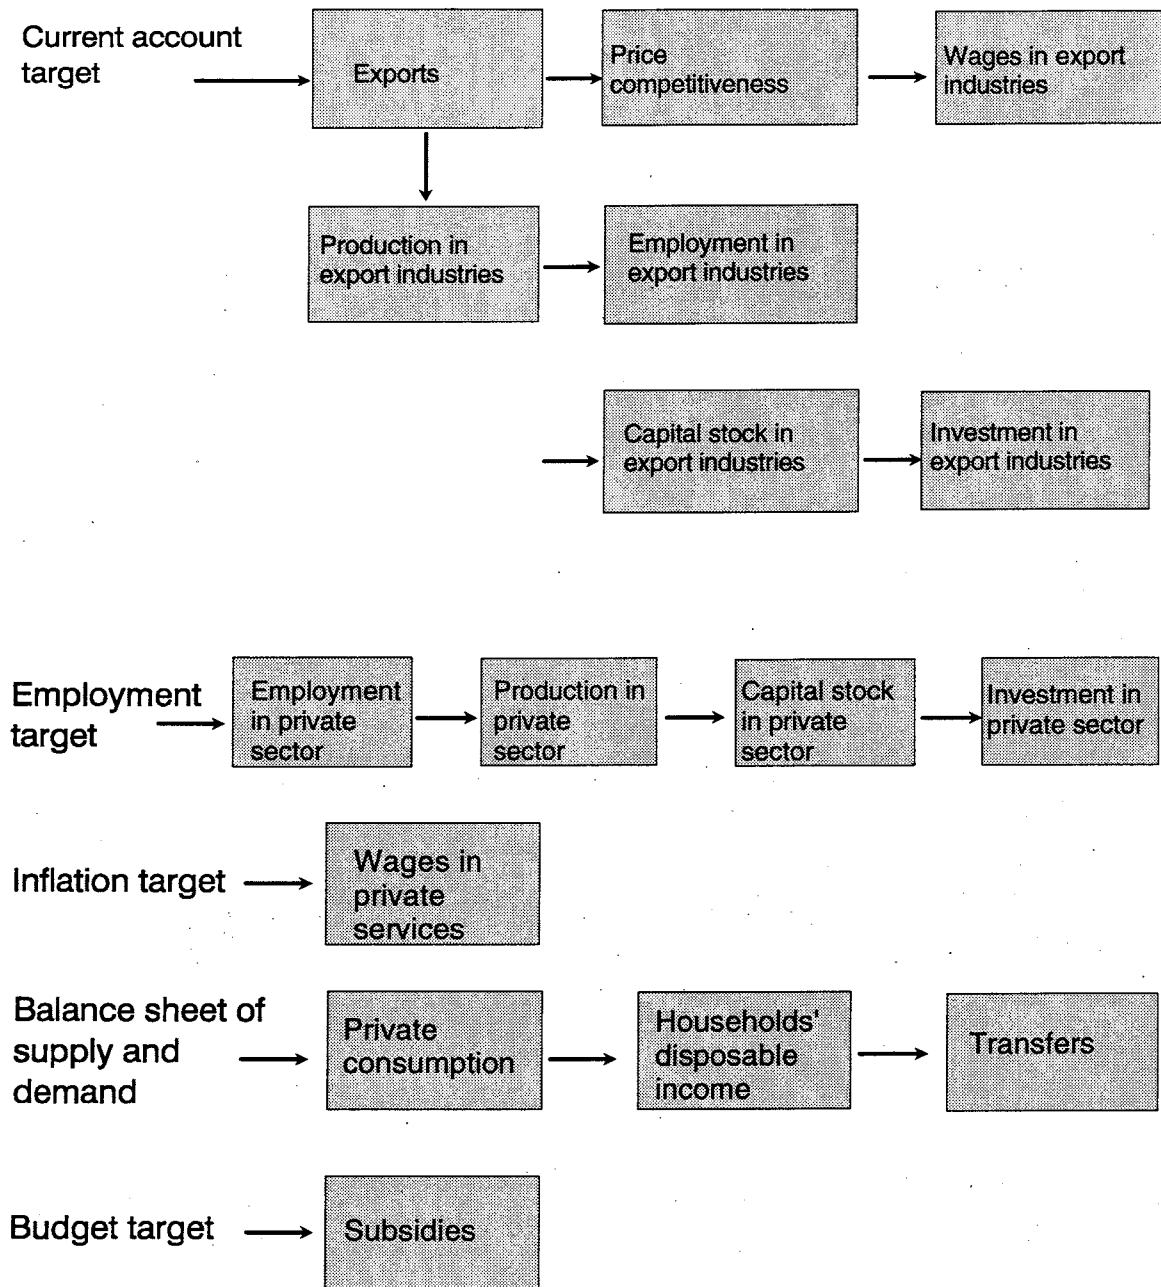 Current account
target
Exports
Price
competitiveness
Wages in export
industries
Production in
export industries
Employment in
export industries
Capital stock in
export industries
Investment in
export industries
Employment
target
Employment
in private
sector
Production in
private
sector
Capital stock
in private
sector
Investment in
private sector
Inflation target
Wages in
private
services
Balance sheet of
supply and
demand
Private
consumption
Households'
disposable
income
Transfers
Budget target
Subsidies